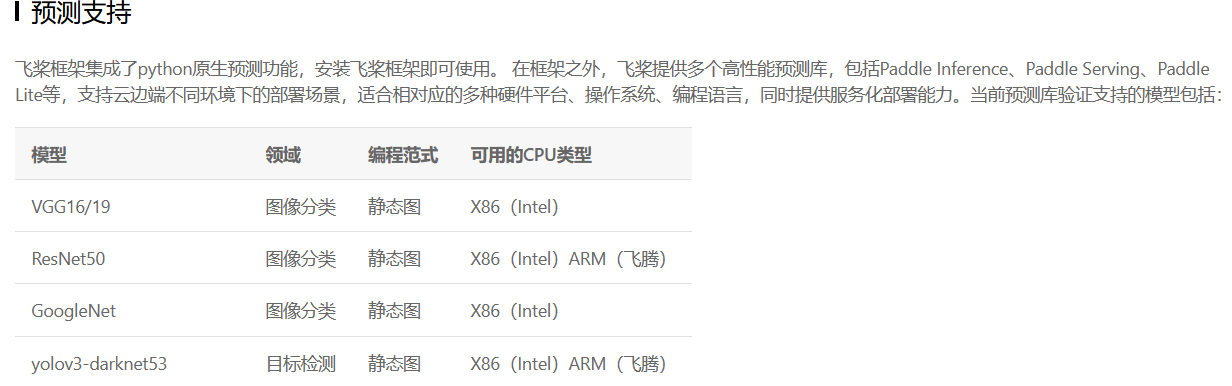 预测支持
飞桨框架集成了python原生预测功能，安装飞桨框架即可使用。 在框架之外，飞桨提供多个高性能预测库，包括Paddle Inference、Paddle Serving、Paddle
Lite等，支持云边端不同环境下的部署场景，适合相对应的多种硬件平台、操作系统、编程语言，同时提供服务化部署能力。当前预测库验证支持的模型包括：
模型 领域 编程范式 可用的CPU类型
VGG16/19 图像分类 静态图 X86（Intel）
ResNet50 图像分类 静态图 X86（Intel）ARM（飞腾）
GoogleNet 图像分类 静态图 X86（Intel）
yolov3-darknet53 目标检测 静态图 X86（Intel）ARM（飞腾）